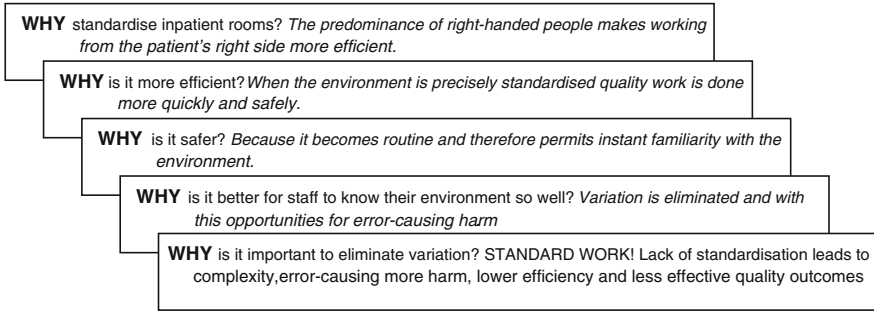 WHY standardise inpatient rooms? The predominance of right-handed people makes working
from the patient's right side more efficient.
WHY is it more efficient?When the environment is precisely standardised quality work is done
more quickly and safely.
WHY is it safer? Because it becomes routine and therefore permits instant familiarity with the
environment.
WHY is it better for staff to know their environment so well? Variation is eliminated and with
this opportunities for error-causing harm
WHY is it important to eliminate variation? STANDARD WORK! Lack of standardisation leads to
complexity,error-causing more harm, lower efficiency and less effective quality outcomes